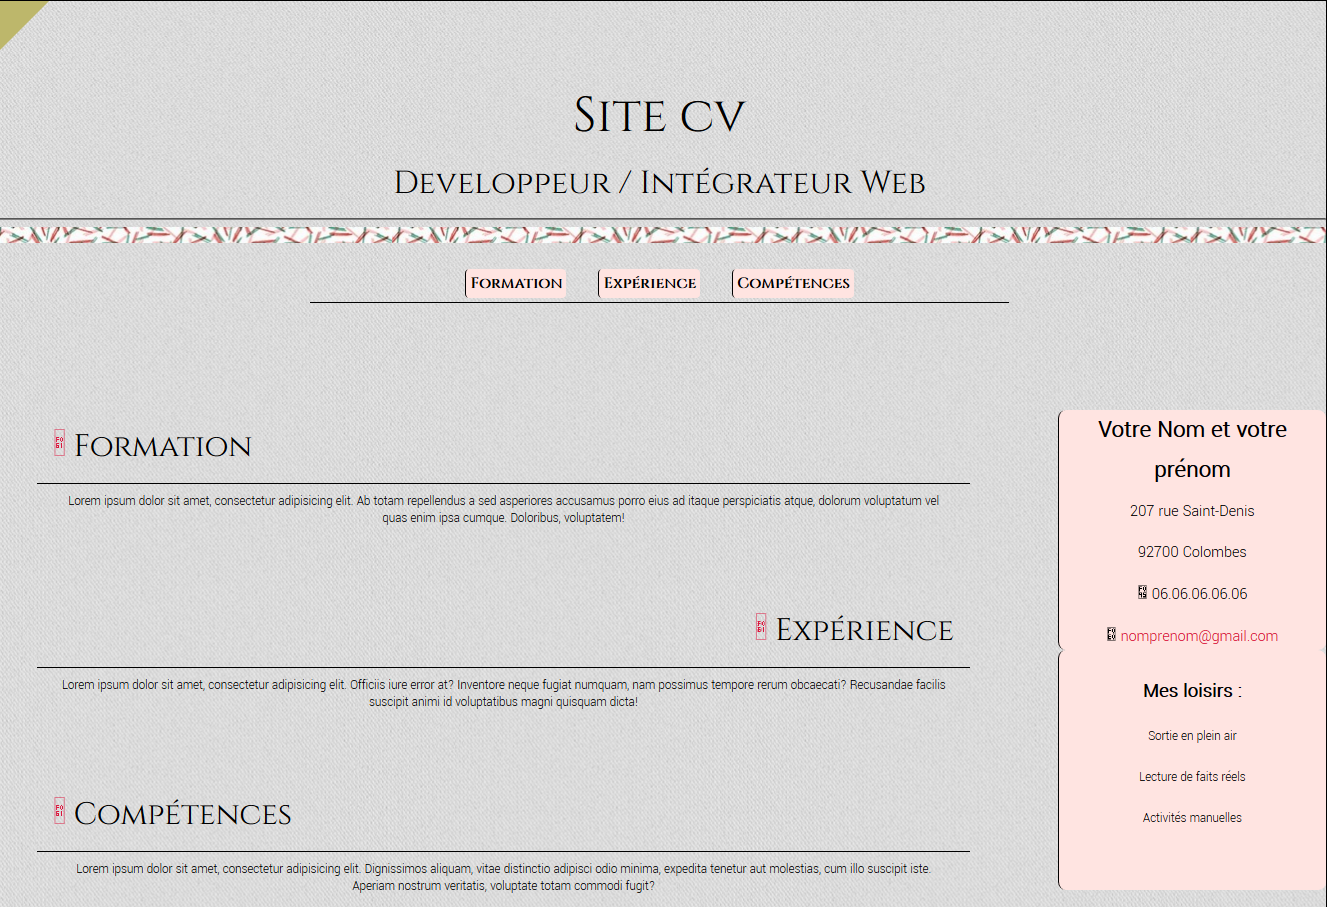 Site cv
Developpeur / Intégrateur Web
Formation
Expérience
Compétences
Formation
Lorem ipsum dolor sit amet, consectetur adipisicing elit. Ab totam repellendus a sed asperiores accusamus porro eius ad itaque perspiciatis atque, dolorum voluptatum vel
quas enim ipsa cumque. Doloribus, voluptatem!
Expérience
Lorem ipsum dolor sit amet, consectetur adipisicing elit. Officiis iure error at? Inventore neque fugiat numquam, nam possimus tempore rerum obcaecati? Recusandae facilis
suscipit animi id voluptatibus magni quisquam dicta!
Compétences
Lorem ipsum dolor sit amet, consectetur adipisicing elit. Dignissimos aliquam, vitae distinctio adipisci odio minima, expedita tenetur aut molestias, cum illo suscipit iste.
Aperiam nostrum veritatis, voluptate totam commodi fugit?
Votre Nom et votre
prénom
207 rue Saint-Denis
92700 Colombes
06.06.06.06.06
nomprenom@gmail.com
Mes loisirs :
Sortie en plein air
Lecture de faits réels
Activités manuelles